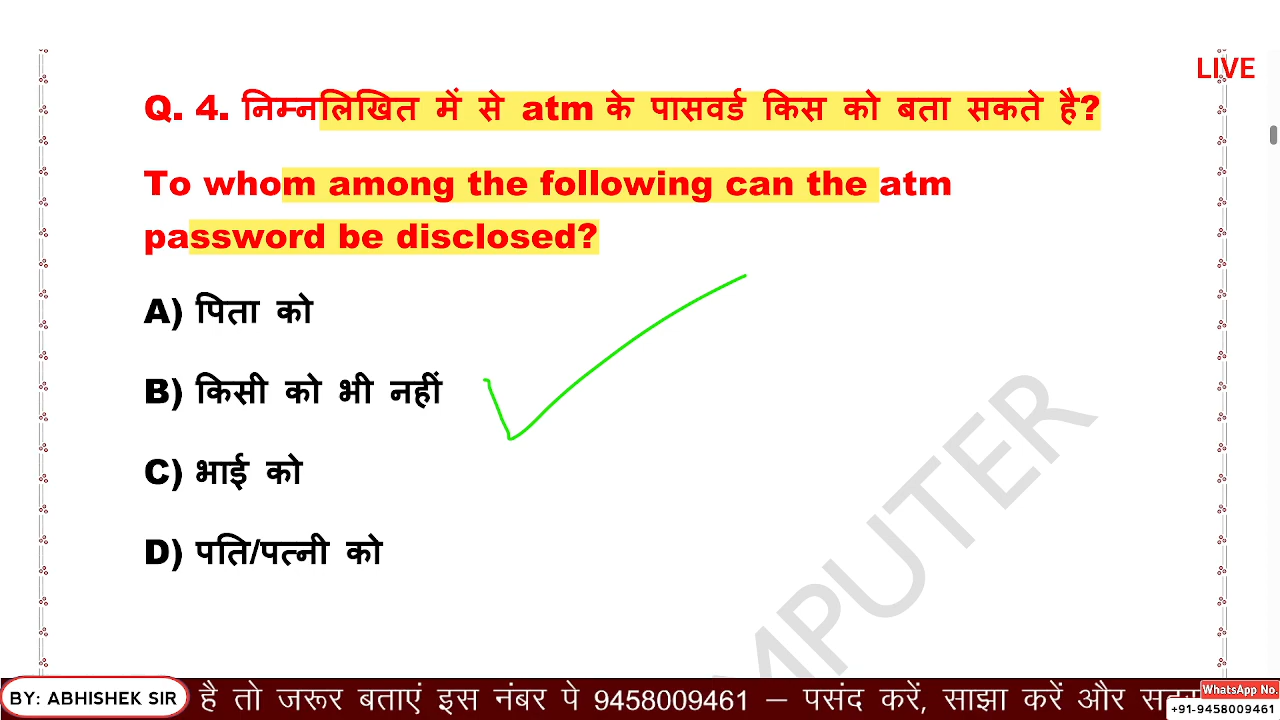 LIVE
Q. 4. निम्नलिखित में से atm के पासवर्ड किस को बता सकते है?
To whom among the following can the atm
password be disclosed?
A) पिता को
B) किसी को भी नहीं
C) भाई को
D) पति/पत्नी को
MPUTER
BY: ABHISHEK SIR
है तो जरूर बताएं इस नंबर पे 9458009461 – पसंद करें, साझा करें और
WhatsApp No.
+91-9458009461